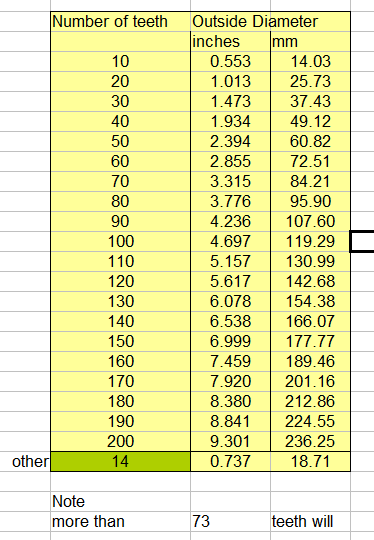 Number of teeth Outside Diameter
inches mm
10 0.553 14.03
20 1.013 25.73
30 1.473 37.43
40 1.934 49.12
50 2.394 60.82
60 2.855 72.51
70 3.315 84.21
80 3.776 95.90
90 4.236 107.60
100 4.697 119.29
110 5.157 130.99
120 5.617 142.68
130 6.078 154.38
140 6.538 166.07
150 6.999 177.77
160 7.459 189.46
170 7.920 201.16
180 8.380 212.86
190 8.841 224.55
200 9.301 236.25
other 14 0.737 18.71
Note
more than 73 teeth will